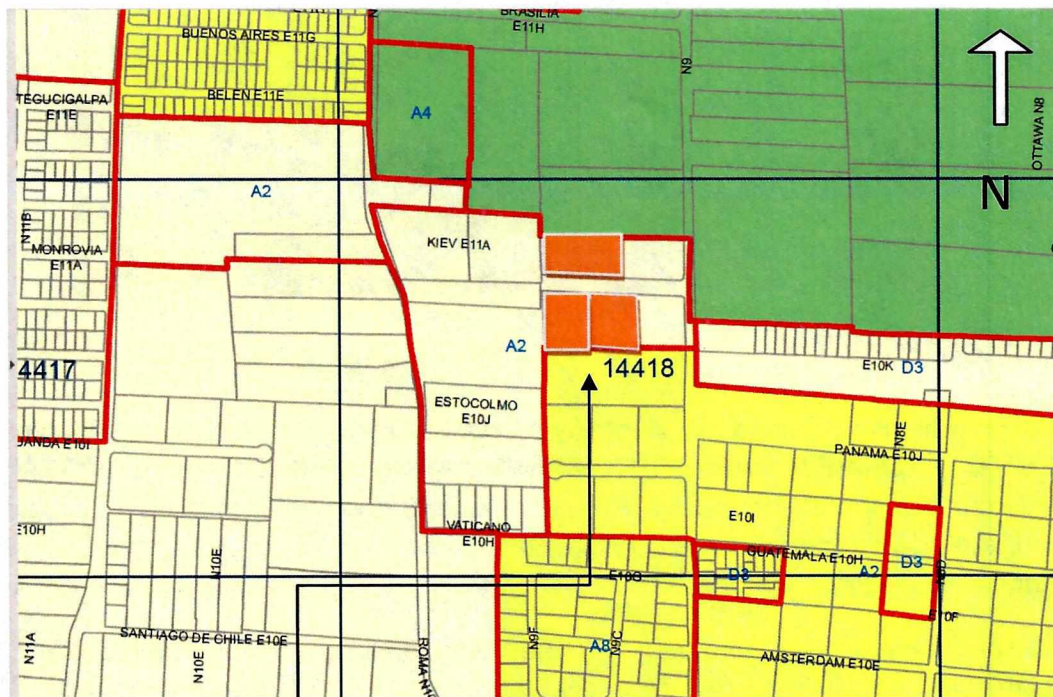 BRASILIA
E11H
BUENOS AIRES E11G
N9
TEGUCIGALPA
E11E
BELEN E11E
A4
OTTAWA N8
A2
N
N11B
MONROVIA
E11A
KIEV E11A
A2
4417
14418
E10K
D3
ESTOCOLMO
E10J
N8E
PANAMA E10J
E10I
VATICANO
E10H
E10H
GUATEMALA E10H
D3
A2
D3
N10E
E10G
E10F
SANTIAGO DE CHILE E10E
N11A
N10E
N9F
N9C
A8
AMSTERDAM E10E